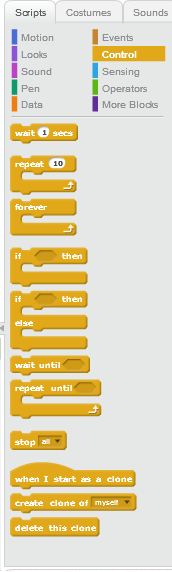 Scripts Costumes Sounds
Motion Events
Looks Control
Sound Sensing
Pen Operators
Data More Blocks
wait 1 secs
repeat 10
forever
if then
if then
else
wait until
repeat until
stop all
when I start as a clone
create clone of myself
delete this clone